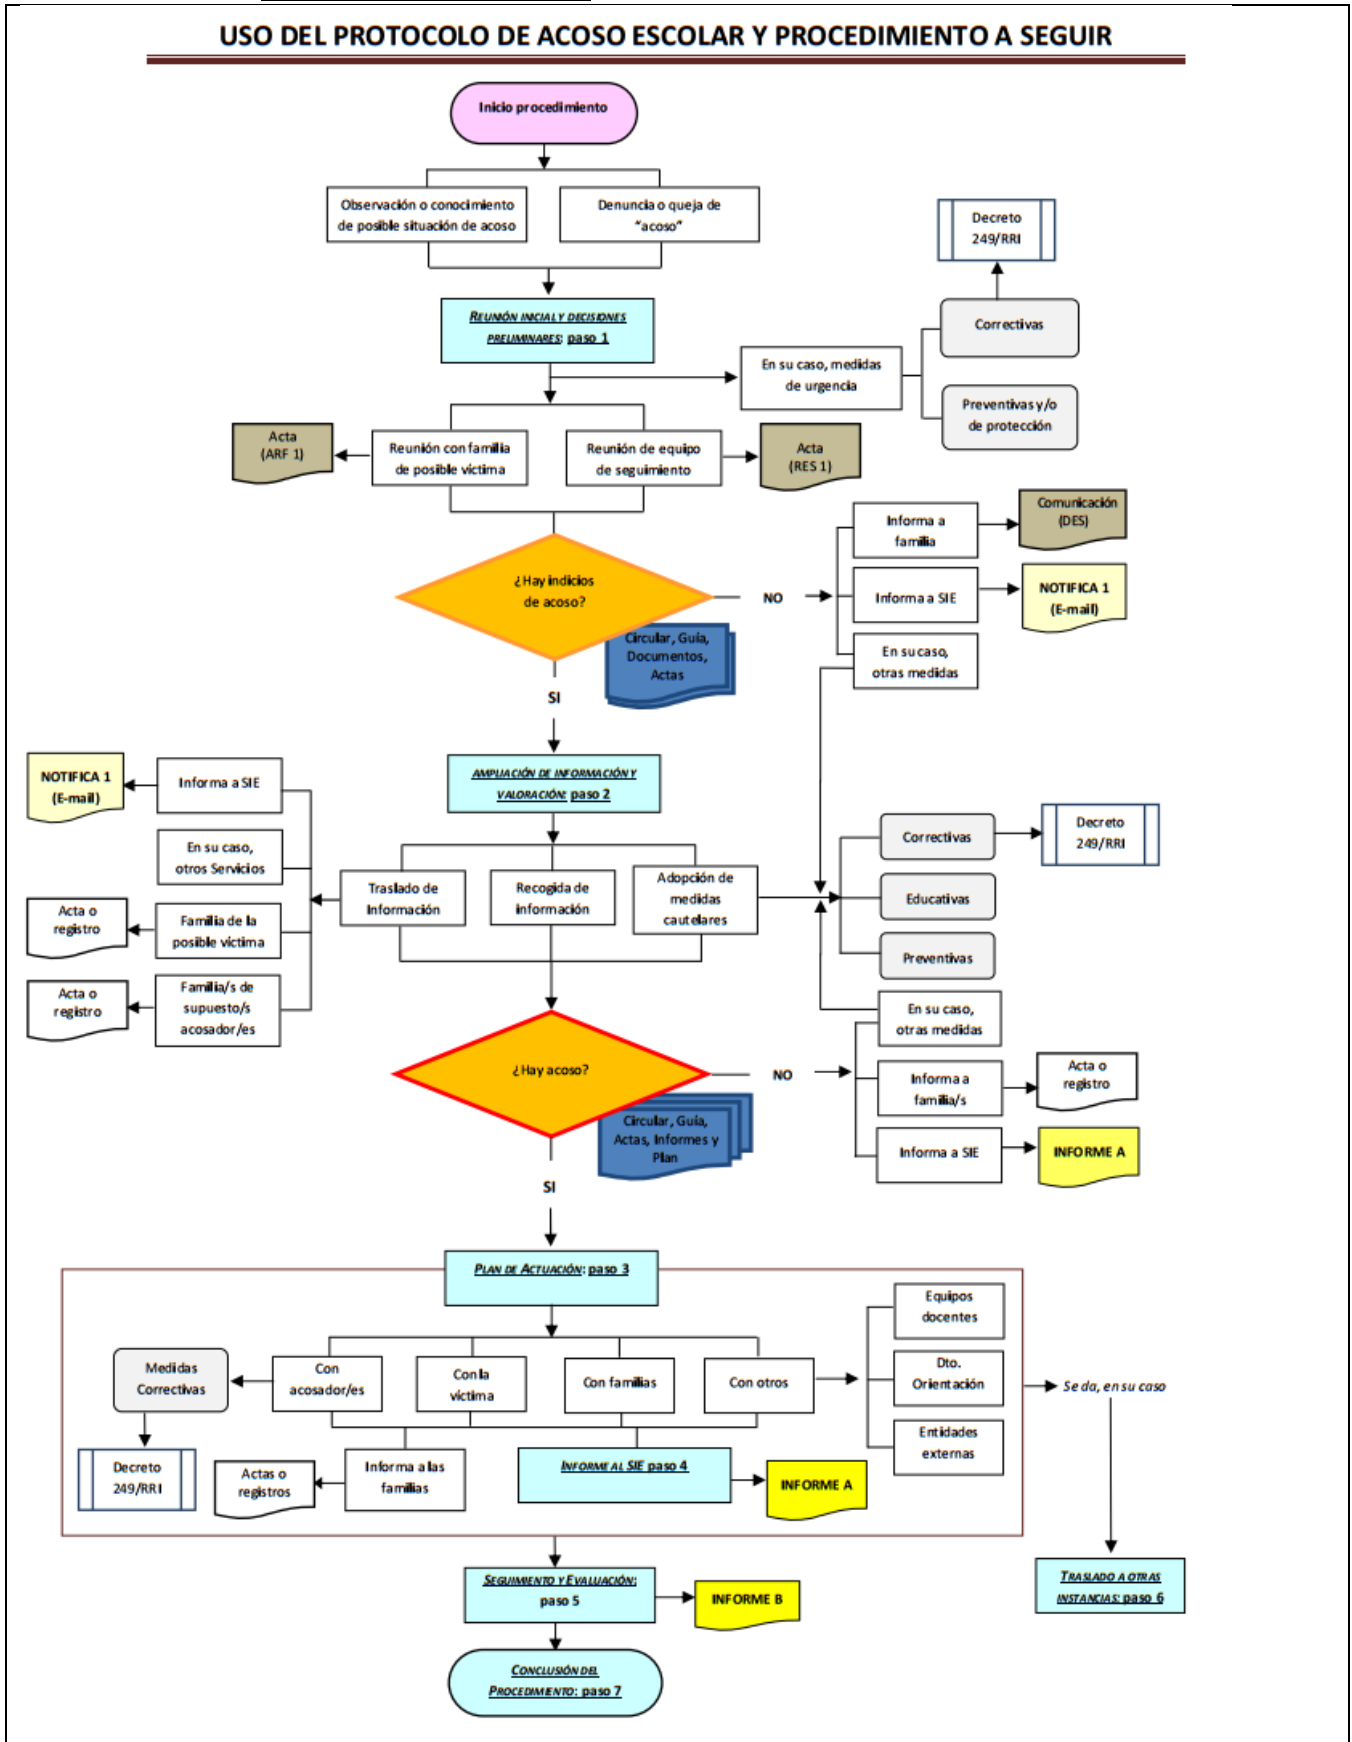 USO DEL PROTOCOLO DE ACOSO ESCOLAR Y PROCEDIMIENTO A SEGUIR
Inicio procedimiento
Observación o conocimiento
de posible situación de acoso
Denuncia o queja de
"acoso"
Decreto
249/RRI
REUNIÓN INICIAL Y DECISIONES
PRELIMINARES: paso 1
Correctivas
En su caso, medidas
de urgencia
Preventivas y/o
de protección
Acta
(ARF 1)
Reunión con familia
de posible víctima
Reunión de equipo
de seguimiento
Acta
(RES 1)
Informa a
familia
Comunicación
(DES)
¿Hay indicios
de acoso?
NO
Informa a SIE
NOTIFICA 1
(E-mail)
Circular, Guía,
Documentos,
Actas
En su caso,
otras medidas
SI
AMPLIACIÓN DE INFORMACIÓN Y
VALORACIÓN: paso 2
NOTIFICA 1
(E-mail)
Informa a SIE
En su caso,
otros Servicios
Acta o
registro
Familia de la
posible víctima
Acta o
registro
Familia/s de
supuesto/s
acosador/es
Traslado de
Información
Recogida de
información
Adopción de
medidas
cautelares
Correctivas
Decreto
249/RRI
Educativas
Preventivas
En su caso,
otras medidas
¿Hay acoso?
NO
Informa a
familia/s
Acta o
registro
Circular, Guía,
Actas, Informes y
Plan
Informa a SIE
INFORME A
SI
PLAN DE ACTUACIÓN: paso 3
Equipos
docentes
Medidas
Correctivas
Con
acosador/es
Con la
víctima
Con familias
Con otros
Dto.
Orientación
Se da, en su caso
Entidades
externas
Decreto
249/RRI
Actas o
registros
Informa a las
familias
INFORME AL SIE paso 4
INFORME A
SEGUIMIENTO Y EVALUACIÓN:
paso 5
INFORME B
TRASLADO A OTRAS
INSTANCIAS: paso 6
CONCLUSIÓN DEL
PROCEDIMIENTO: paso 7